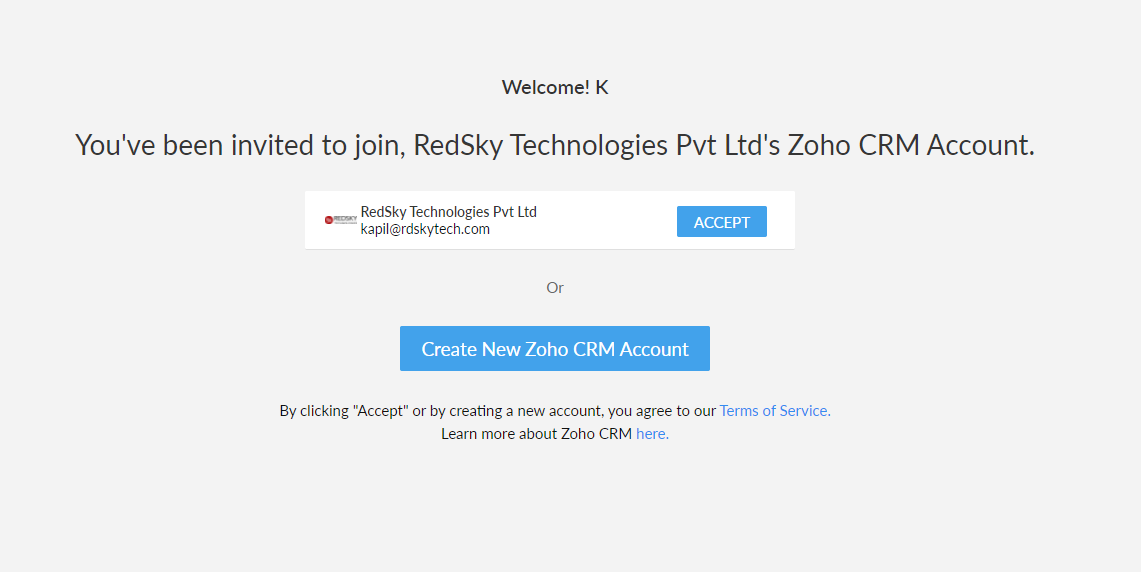 Welcome! K
You've been invited to join, RedSky Technologies Pvt Ltd's Zoho CRM Account.
REDSKY
RedSky Technologies Pvt Ltd
kapil@rdskytech.com
ACCEPT
Or
Create New Zoho CRM Account
By clicking "Accept" or by creating a new account, you agree to our Terms of Service.
Learn more about Zoho CRM here.